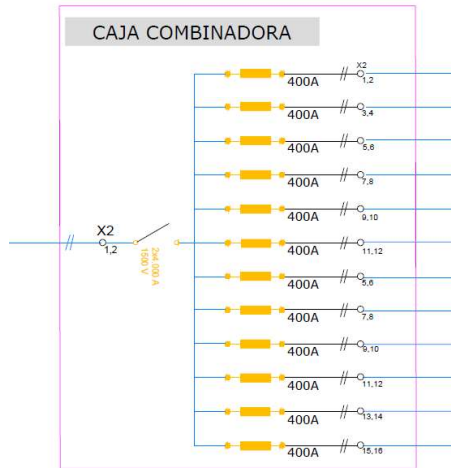 CAJA COMBINADORA
X2
400A
1,2
400A
3,4
400A
5,6
400A
7,8
400A
9,10
X2
1,2
2x4.000 A
1500 V
400A
11,12
400A
5,6
400A
7,8
400A
9,10
400A
11,12
400A
13,14
400A
15,16